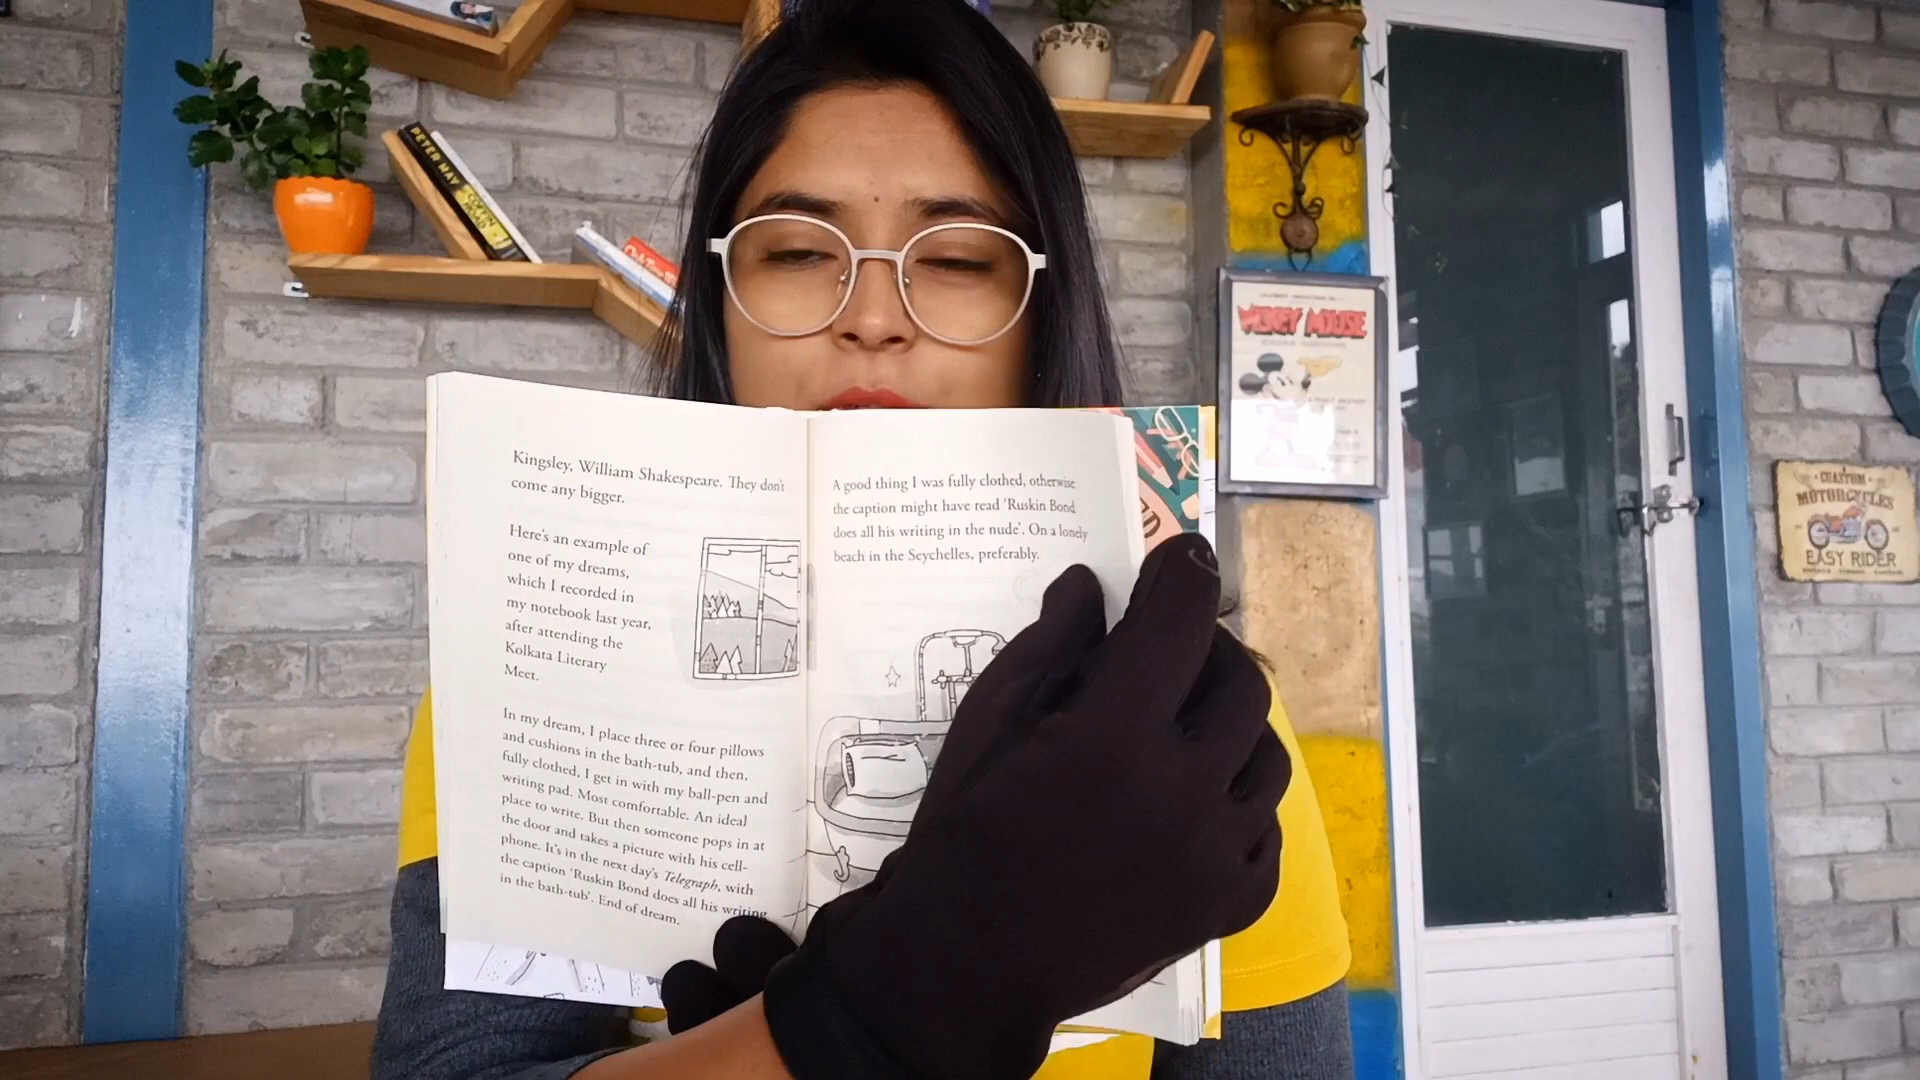 PETER MAY
COFFIN ROAD
Kingsley, William Shakespeare. They don't
come any bigger.
Here's an example of
one of my dreams,
which I recorded in
my notebook last year,
after attending the
Kolkata Literary
Meet.
In my dream, I place three or four pillows
and cushions in the bath-tub, and then,
fully clothed, I get in with my ball-pen and
writing pad. Most comfortable. An ideal
place to write. But then someone pops in at
the door and takes a picture with his cell-
phone. It's in the next day's Telegraph, with
the caption 'Ruskin Bond does all his writing
in the bath-tub'. End of dream.
A good thing I was fully clothed, otherwise
the caption might have read 'Ruskin Bond
does all his writing in the nude'. On a lonely
beach in the Seychelles, preferably.
MICKEY MOUSE
CUSTOM
MOTORCYCLES
EASY RIDER